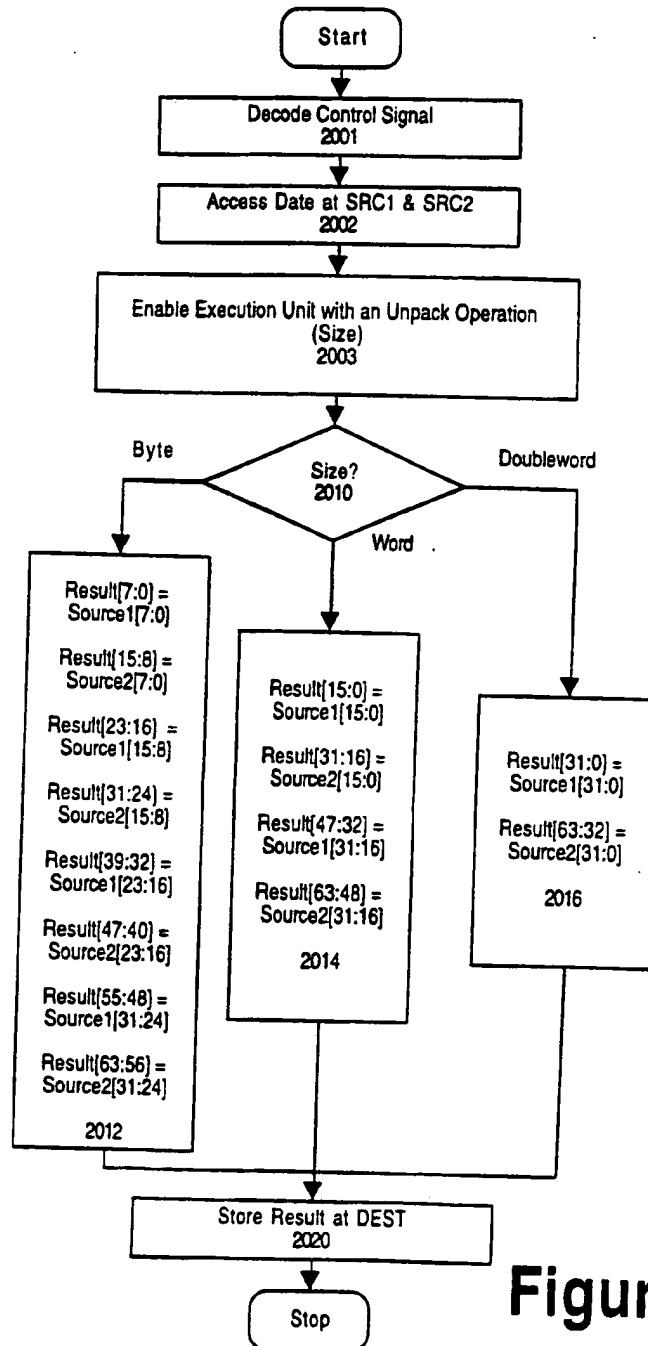 Start
Decode Control Signal
2001
Access Date at SRC1 & SRC2
2002
Enable Execution Unit with an Unpack Operation
(Size)
2003
Byte
Size?
2010
Doubleword
Word
Result[7:0] =
Source1[7:0]
Result[15:8] =
Source2[7:0]
Result[23:16] =
Source1[15:8]
Result[31:24] =
Source2[15:8]
Result[39:32] =
Source1[23:16]
Result[47:40] =
Source2[23:16]
Result[55:48] =
Source1[31:24]
Result[63:56] =
Source2[31:24]
2012
Result[15:0] =
Source1[15:0]
Result[31:16] =
Source2[15:0]
Result[47:32] =
Source1[31:16]
Result[63:48] =
Source2[31:16]
2014
Result[31:0] =
Source1[31:0]
Result[63:32] =
Source2[31:0]
2016
Store Result at DEST
2020
Stop
Figur